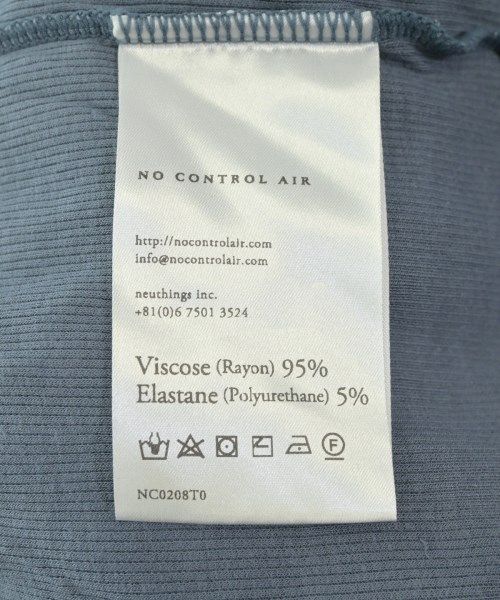 NO CONTROL AIR
http://nocontrolair.com
info@nocontrolair.com
neuthings inc.
+81(0)6 7501 3524
Viscose (Rayon) 95%
Elastane (Polyurethane) 5%
F
NC0208T0